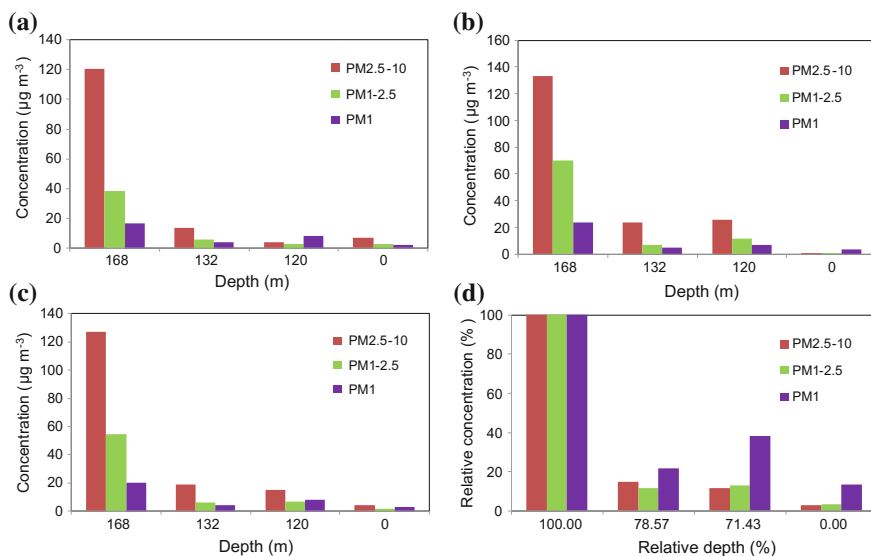 (a)
140
120
100
80
60
40
20
0
Concentration (µg m⁻³)
PM2.5-10
PM1-2.5
PM1
168 132 120 0
Depth (m)
(b)
160
140
120
100
80
60
40
20
0
Concentration (µg m⁻³)
PM2.5-10
PM1-2.5
PM1
168 132 120 0
Depth (m)
(c)
140
120
100
80
60
40
20
0
Concentration (µg m⁻³)
PM2.5-10
PM1-2.5
PM1
168 132 120 0
Depth (m)
(d)
100
80
60
40
20
0
Relative concentration (%)
PM2.5-10
PM1-2.5
PM1
100.00 78.57 71.43 0.00
Relative depth (%)